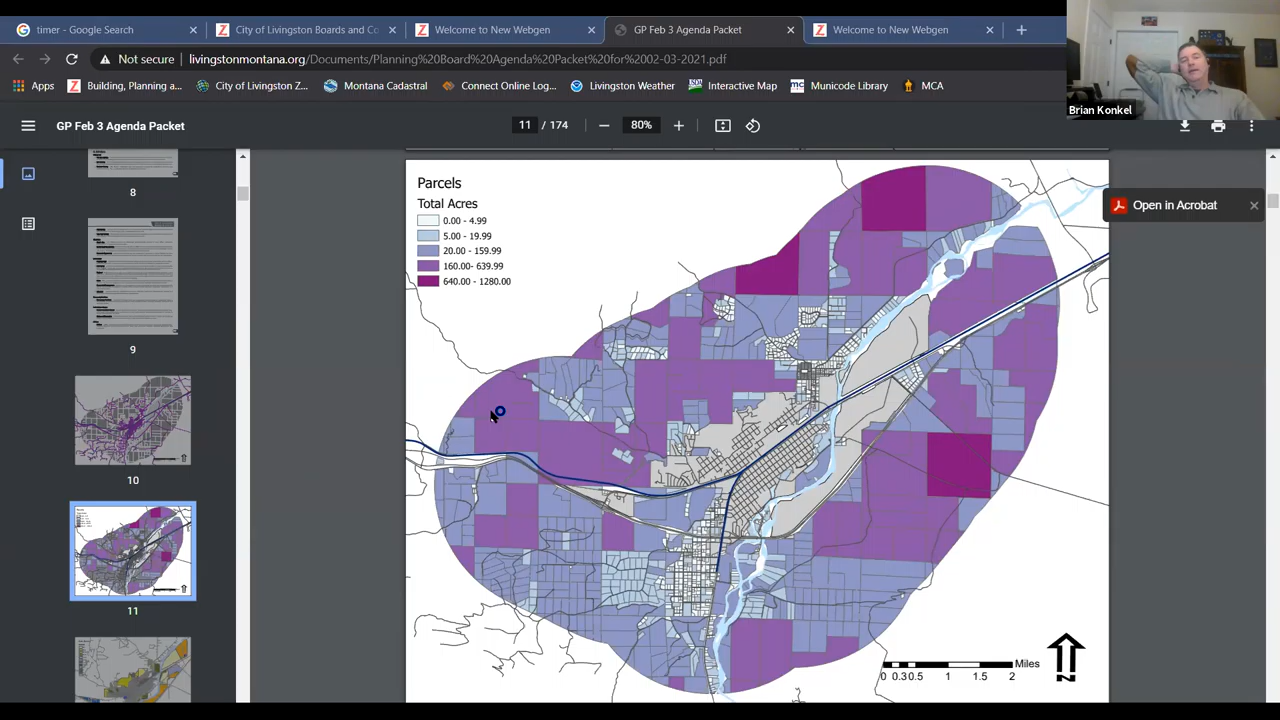 timer - Google Search
City of Livingston Boards and Co
Welcome to New Webgen
GP Feb 3 Agenda Packet
Welcome to New Webgen
Not secure
livingstonmontana.org/Documents/Planning%20Board%20Agenda%20Packet%20for%2002-03-2021.pdf
Apps
Building, Planning a...
City of Livingston Z...
Montana Cadastral
Connect Online Log...
Livingston Weather
Interactive Map
Municode Library
MCA
Brian Konkel
GP Feb 3 Agenda Packet
11 / 174
80%
Open in Acrobat
8
9
10
11
Parcels
Total Acres
0.00 - 4.99
5.00 - 19.99
20.00 - 159.99
160.00- 639.99
640.00 - 1280.00
Miles
0 0.30.5 1 1.5 2
N